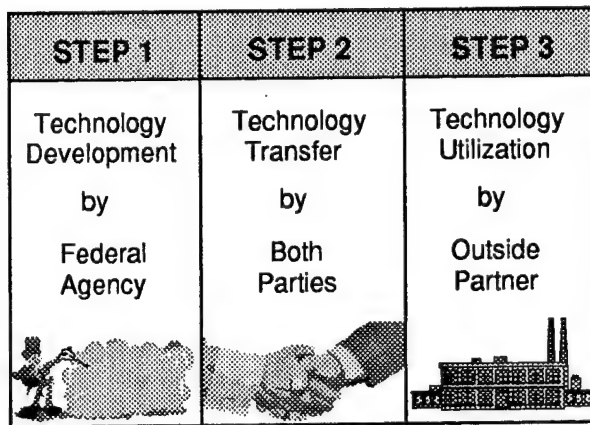 STEP 1
Technology
Development
by
Federal
Agency
STEP 2
Technology
Transfer
by
Both
Parties
STEP 3
Technology
Utilization
by
Outside
Partner